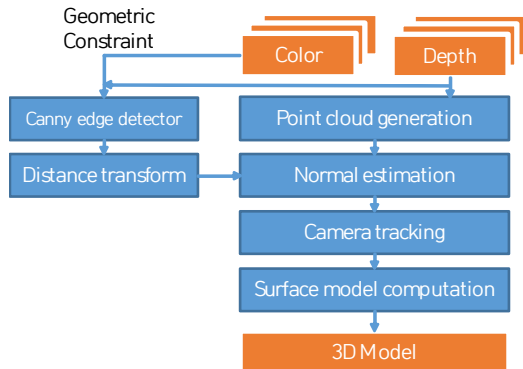 Geometric
Constraint
Color
Depth
Canny edge detector
Point cloud generation
Distance transform
Normal estimation
Camera tracking
Surface model computation
3D Model